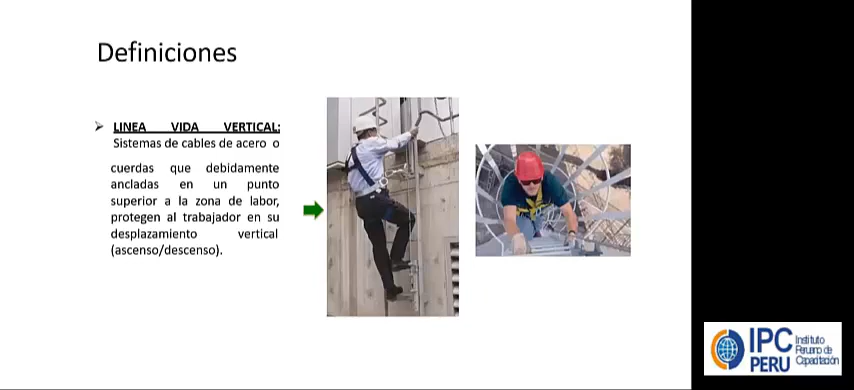 Definiciones
➢ LINEA VIDA VERTICAL:
Sistemas de cables de acero o
cuerdas que debidamente
ancladas en un punto
superior a la zona de labor,
protegen al trabajador en su
desplazamiento vertical
(ascenso/descenso).
IPC
PERU
Instituto
Peruano de
Capacitación